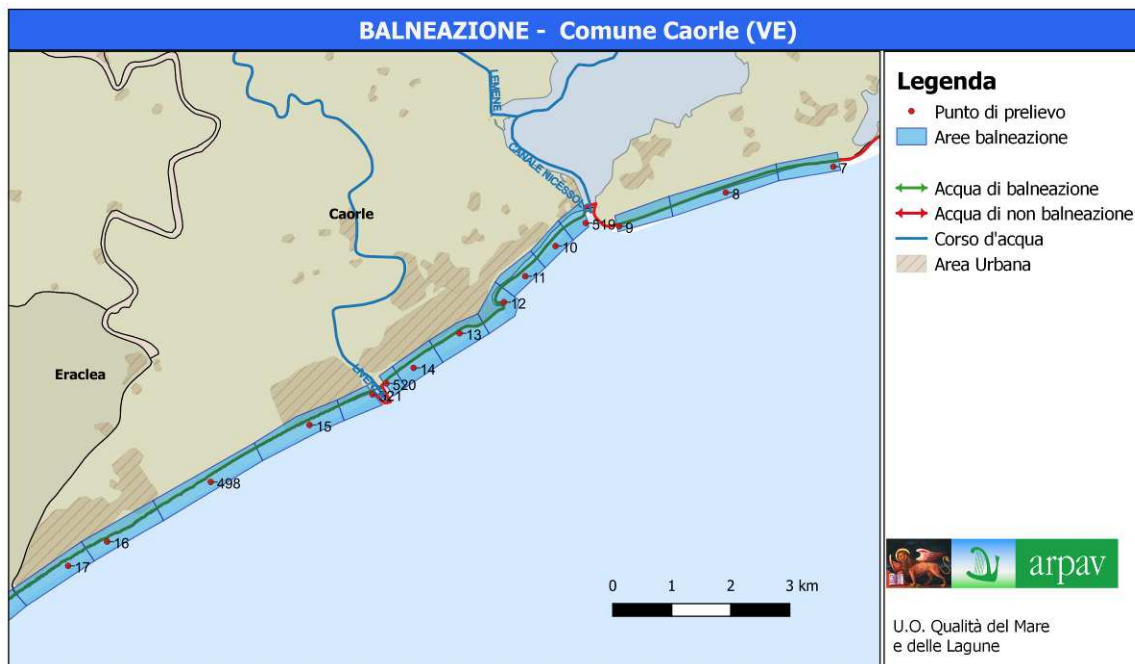 BALNEAZIONE - Comune Caorle (VE)
LEMENE
CANALE NICESSOLO
7
8
9
519
10
11
12
Caorle
13
14
520
521
15
Eraclea
498
16
17
0 1 2 3 km
Legenda
Punto di prelievo
Aree balneazione
Acqua di balneazione
Acqua di non balneazione
Corso d'acqua
Area Urbana
arpav
U.O. Qualità del Mare
e delle Lagune